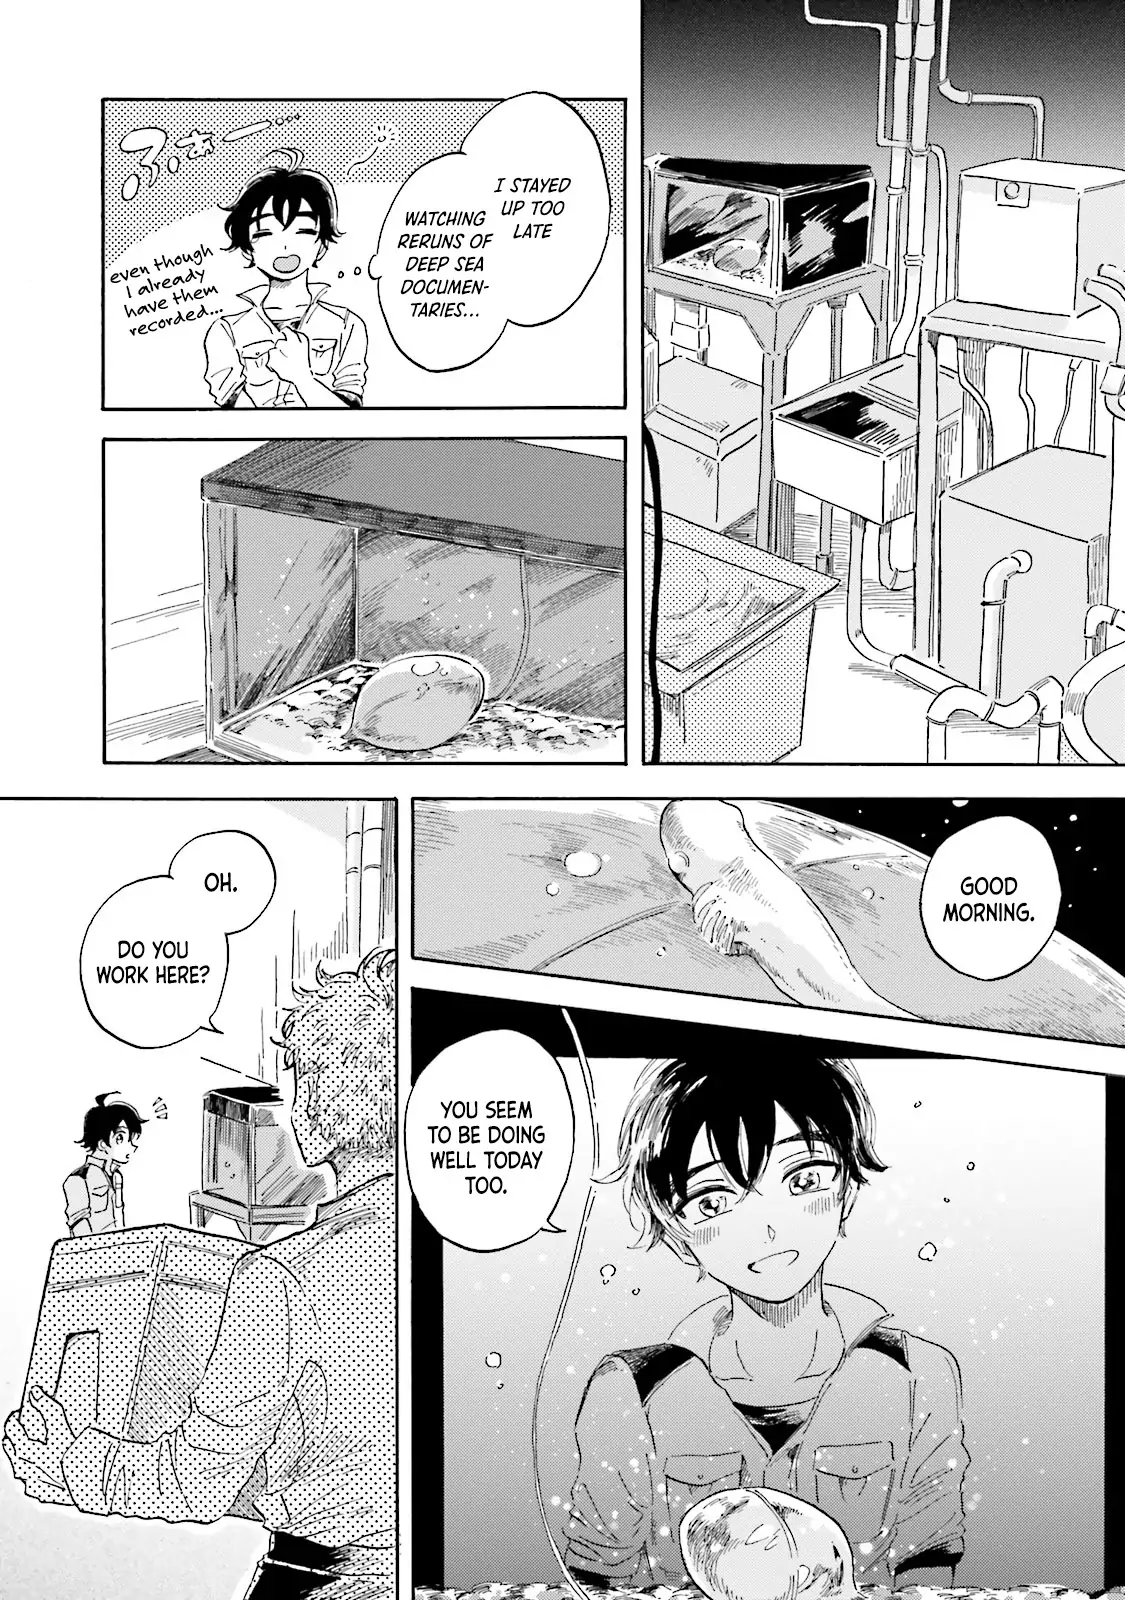 I STAYED
UP TOO
LATE
WATCHING
RERUNS OF
DEEP SEA
DOCUMEN-
TARIES...
ふぁー…
even though
I already
have them
recorded...
GOOD
MORNING.
YOU SEEM
TO BE DOING
WELL TODAY
TOO.
OH.
DO YOU
WORK HERE?